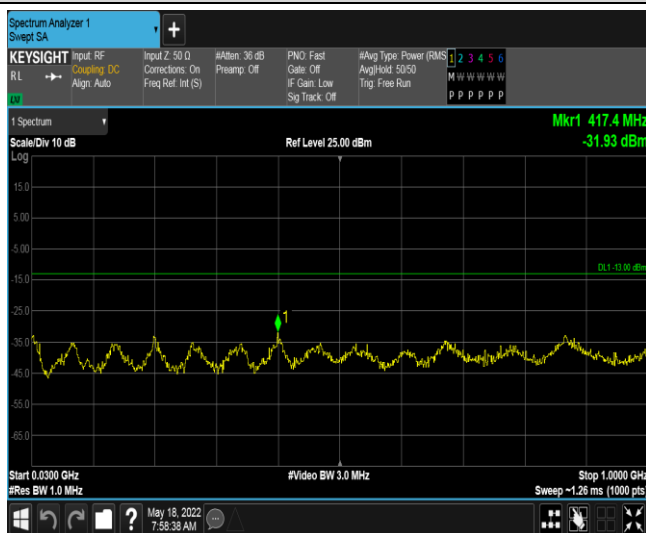 Spectrum Analyzer 1
Swept SA
+
KEYSIGHT Input: RF Input Z: 50 Ω #Atten: 36 dB PNO: Fast #Avg Type: Power (RMS 1 2 3 4 5 6
RL Coupling: DC Corrections: On Preamp: Off Gate: Off Avg|Hold: 50/50 M W W W W W
Align: Auto Freq Ref: Int (S) IF Gain: Low Trig: Free Run
Sig Track: Off P P P P P P
LXI
1 Spectrum Mkr1 417.4 MHz
Scale/Div 10 dB Ref Level 25.00 dBm -31.93 dBm
Log
15.0
5.00
-5.00
DL1 -13.00 dBm
-15.0
-25.0
1
-35.0
-45.0
-55.0
-65.0
Start 0.0300 GHz #Video BW 3.0 MHz Stop 1.0000 GHz
#Res BW 1.0 MHz Sweep ~1.26 ms (1000 pts)
? May 18, 2022
7:58:38 AM